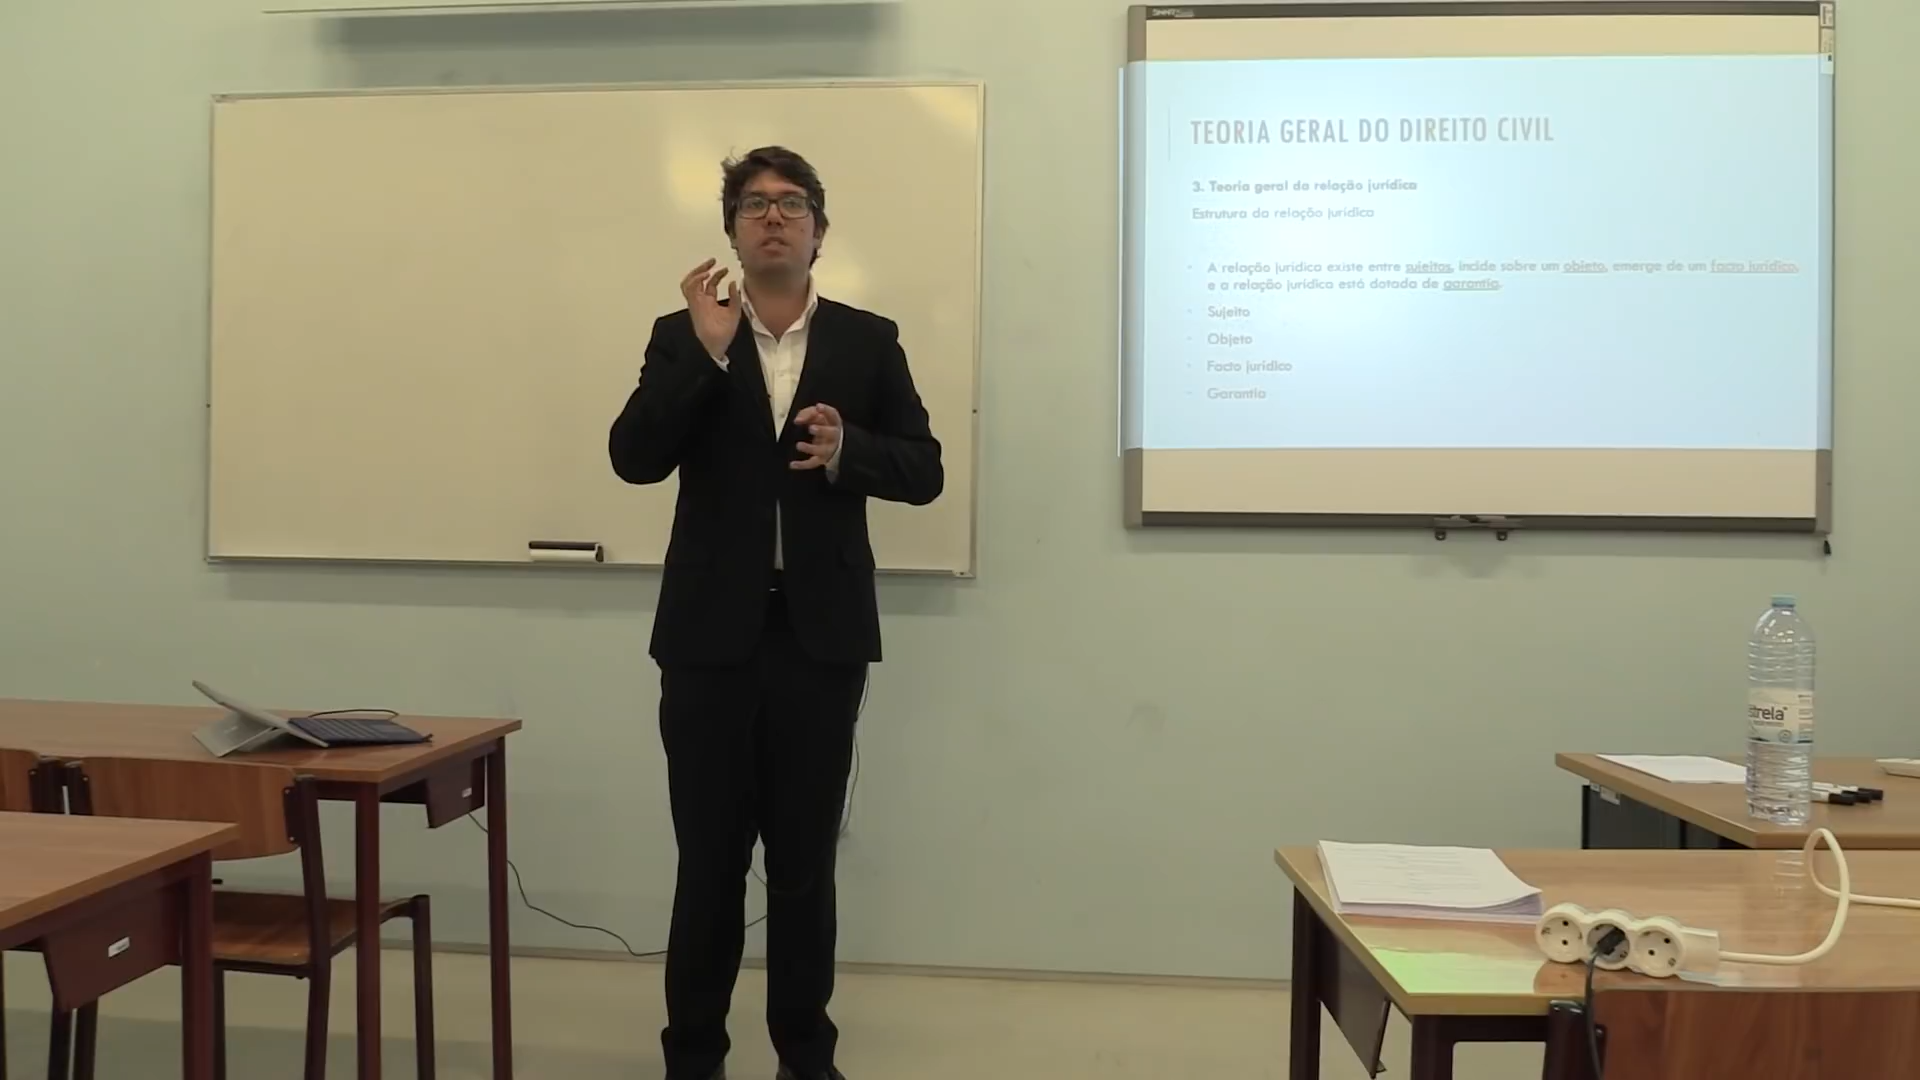 SMART
TEORIA GERAL DO DIREITO CIVIL
3. Teoria geral da relação jurídica
Estrutura da relação jurídica
- A relação jurídica existe entre sujeitos, incide sobre um objeto, emerge de um facto jurídico,
e a relação jurídica está dotada de garantia.
- Sujeito
- Objeto
- Facto jurídico
- Garantia
strela